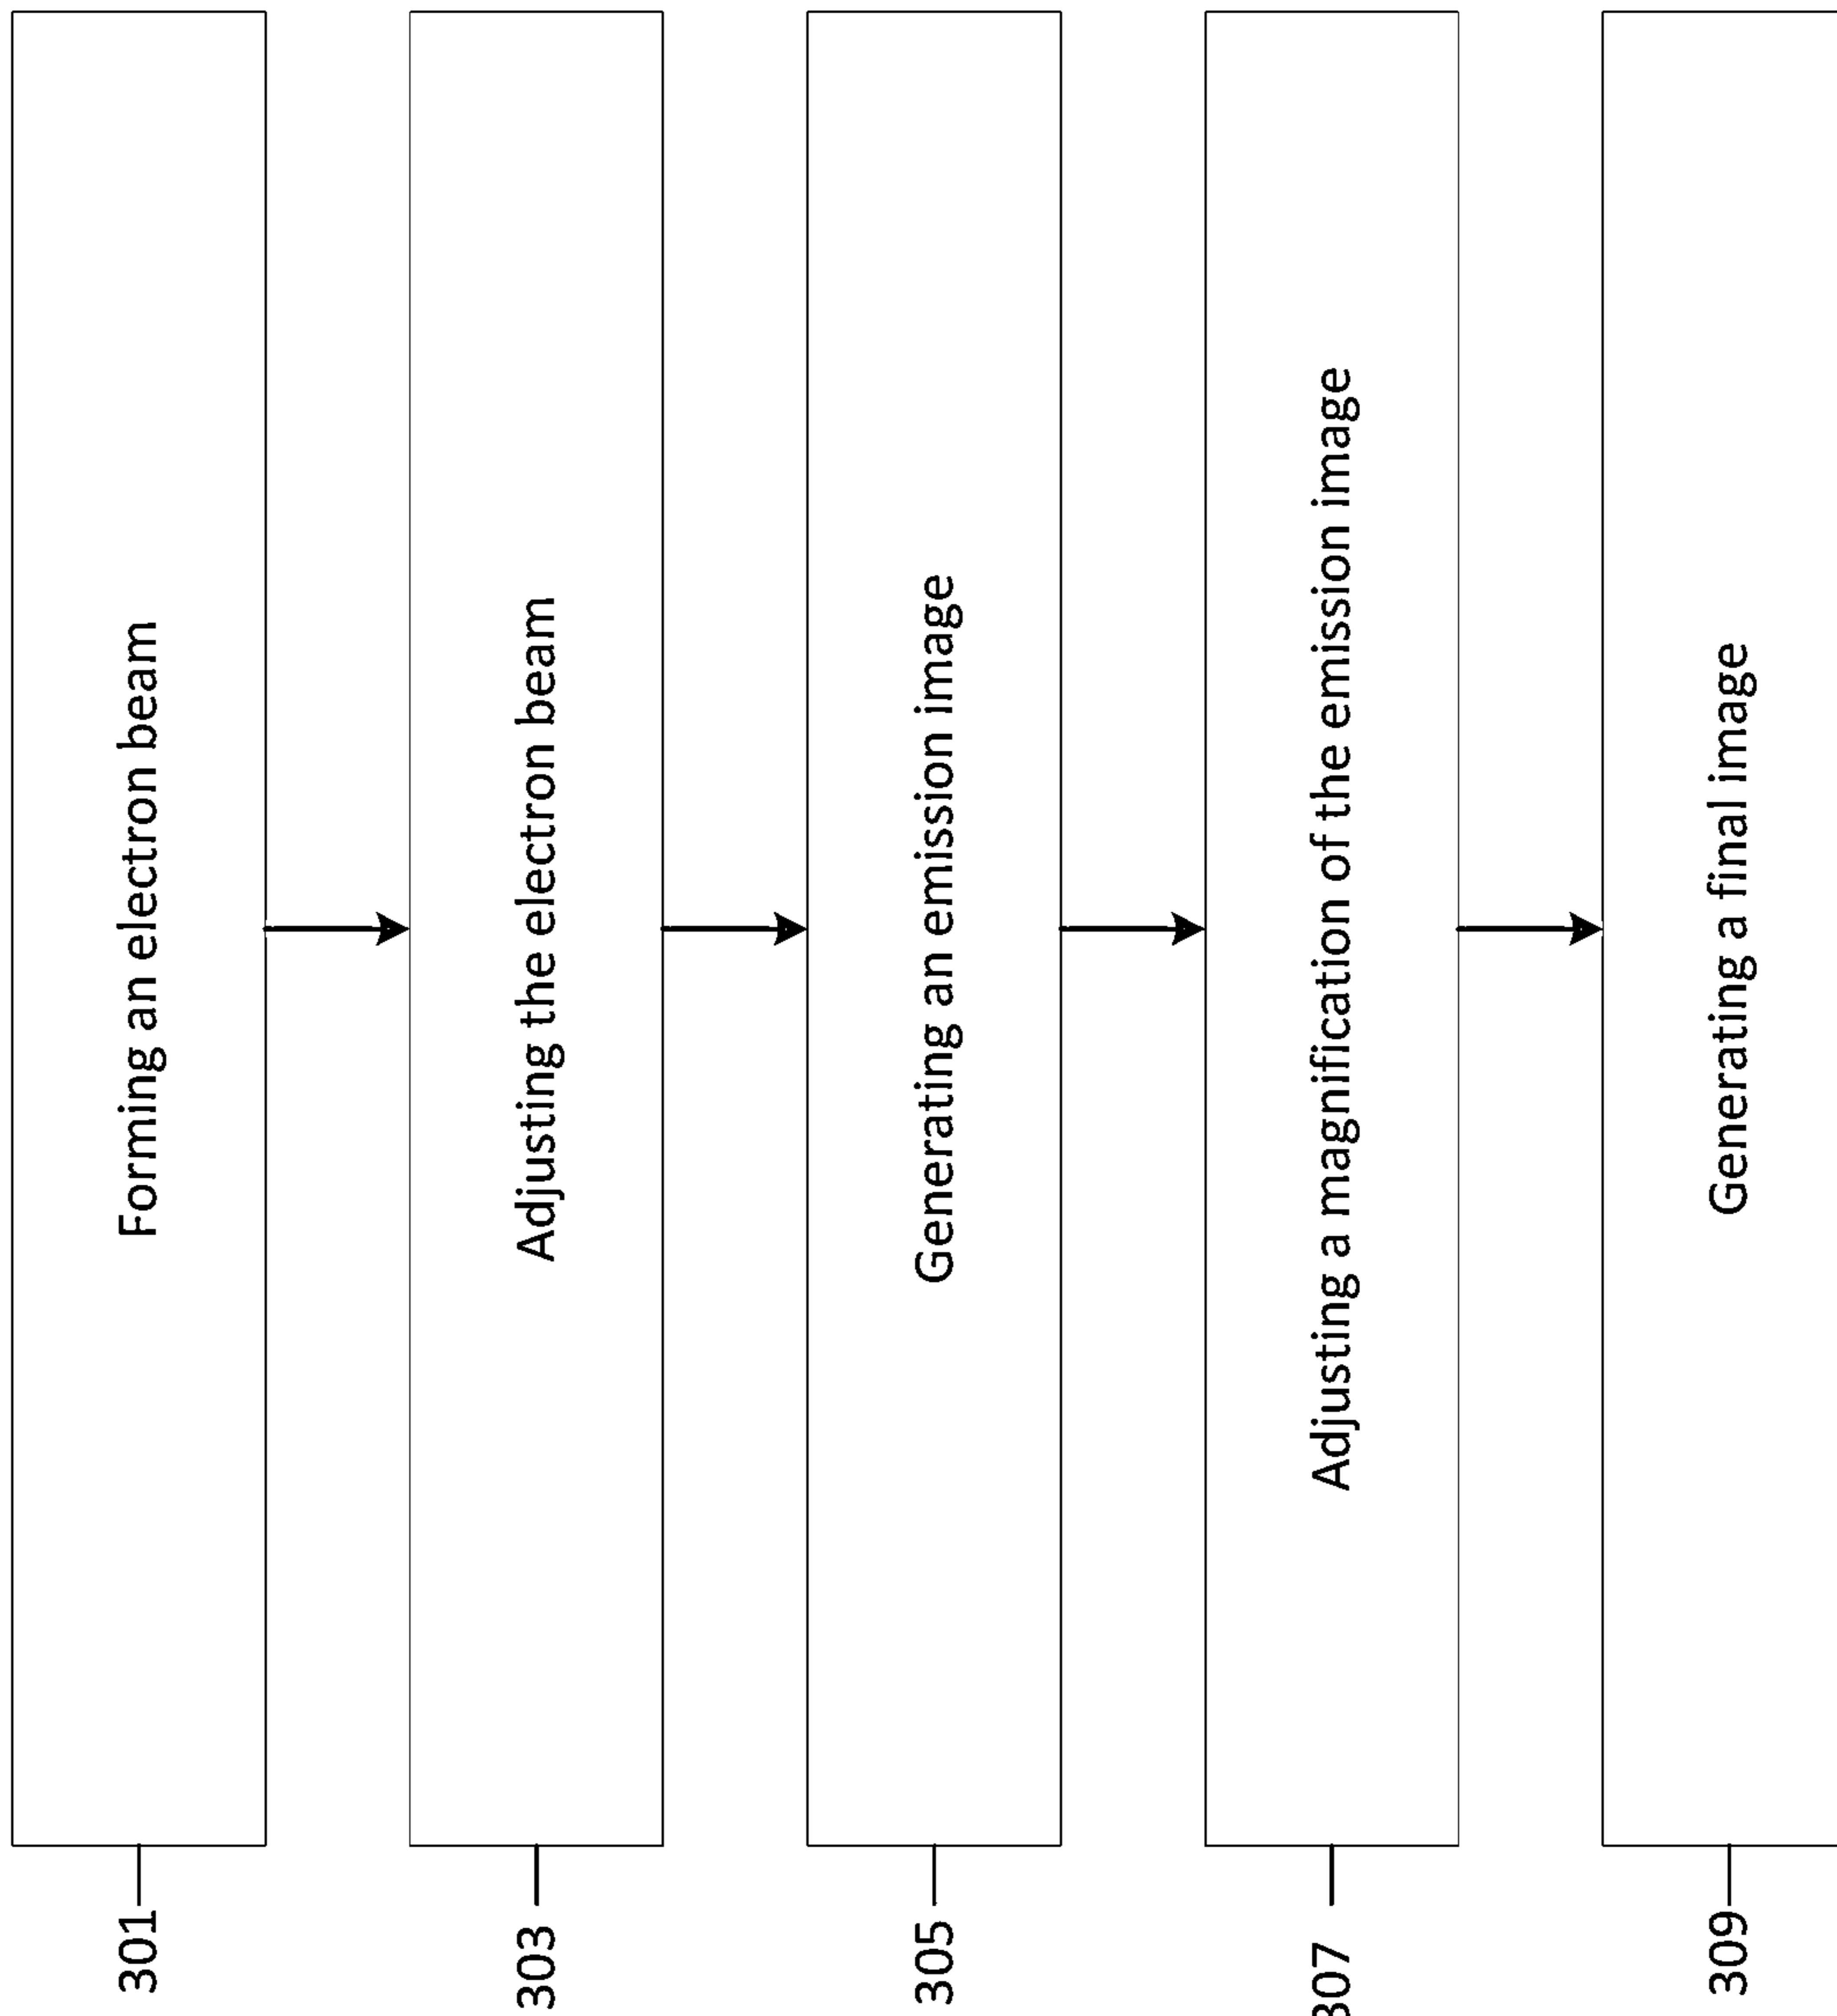 301
Forming an electron beam
303
Adjusting the electron beam
305
Generating an emission image
307
Adjusting a magnification of the emission image
309
Generating a final image